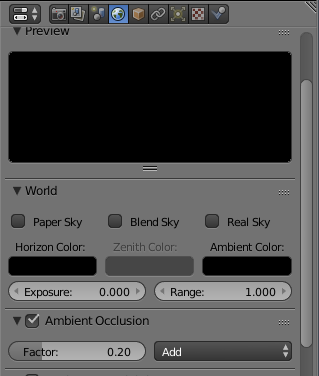 Preview
World
Paper Sky Blend Sky Real Sky
Horizon Color: Zenith Color: Ambient Color:
Exposure: 0.000 Range: 1.000
Ambient Occlusion
Factor: 0.20 Add